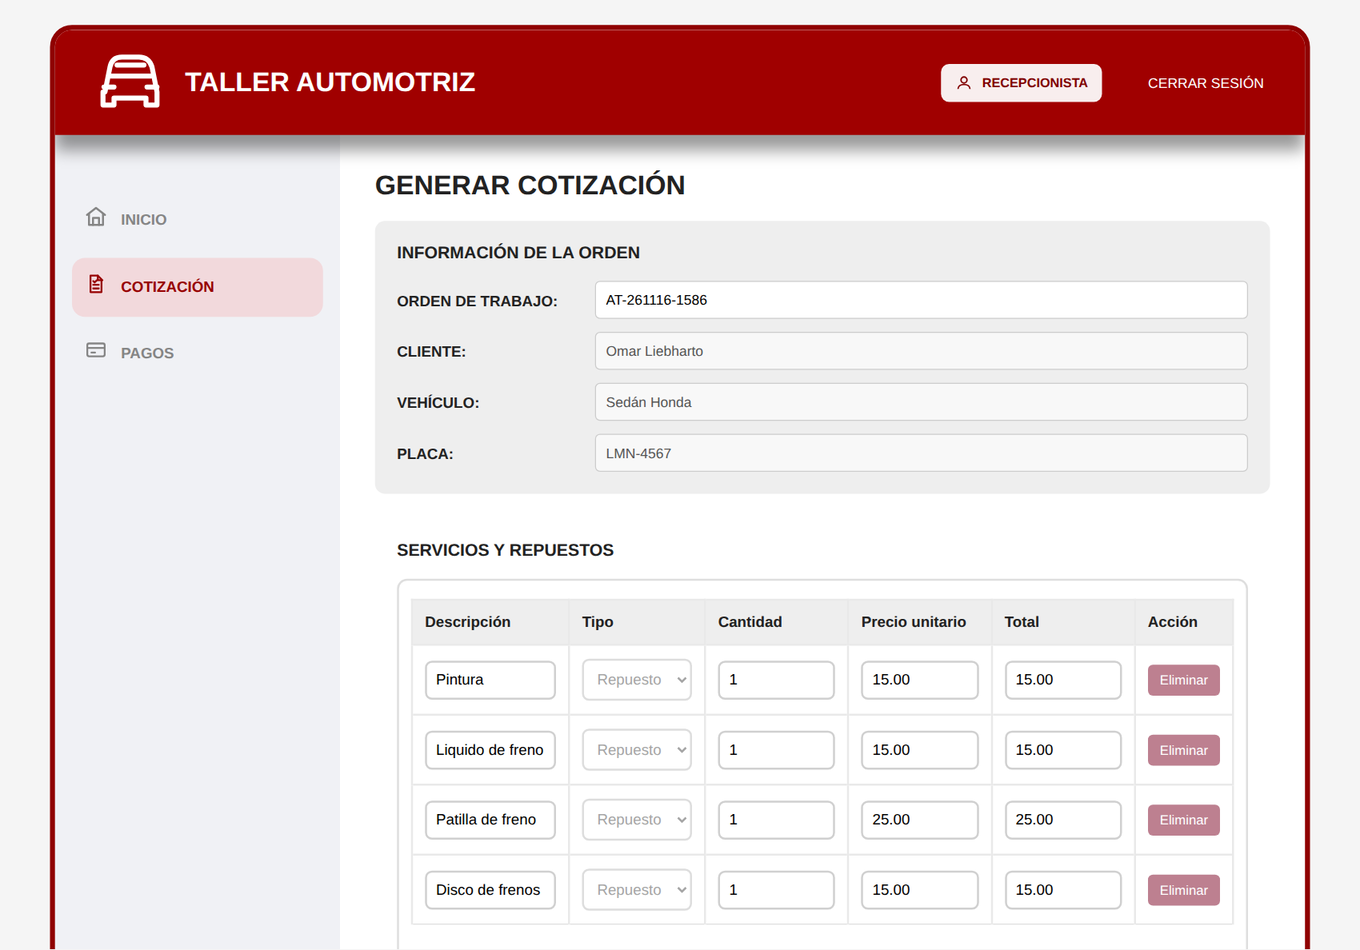 TALLER AUTOMOTRIZ
RECEPCIONISTA
CERRAR SESIÓN
INICIO
COTIZACIÓN
PAGOS
GENERAR COTIZACIÓN
INFORMACIÓN DE LA ORDEN
ORDEN DE TRABAJO: AT-261116-1586
CLIENTE: Omar Liebharto
VEHÍCULO: Sedán Honda
PLACA: LMN-4567
SERVICIOS Y REPUESTOS
Descripción Tipo Cantidad Precio unitario Total Acción
Pintura Repuesto 1 15.00 15.00 Eliminar
Liquido de freno Repuesto 1 15.00 15.00 Eliminar
Patilla de freno Repuesto 1 25.00 25.00 Eliminar
Disco de frenos Repuesto 1 15.00 15.00 Eliminar